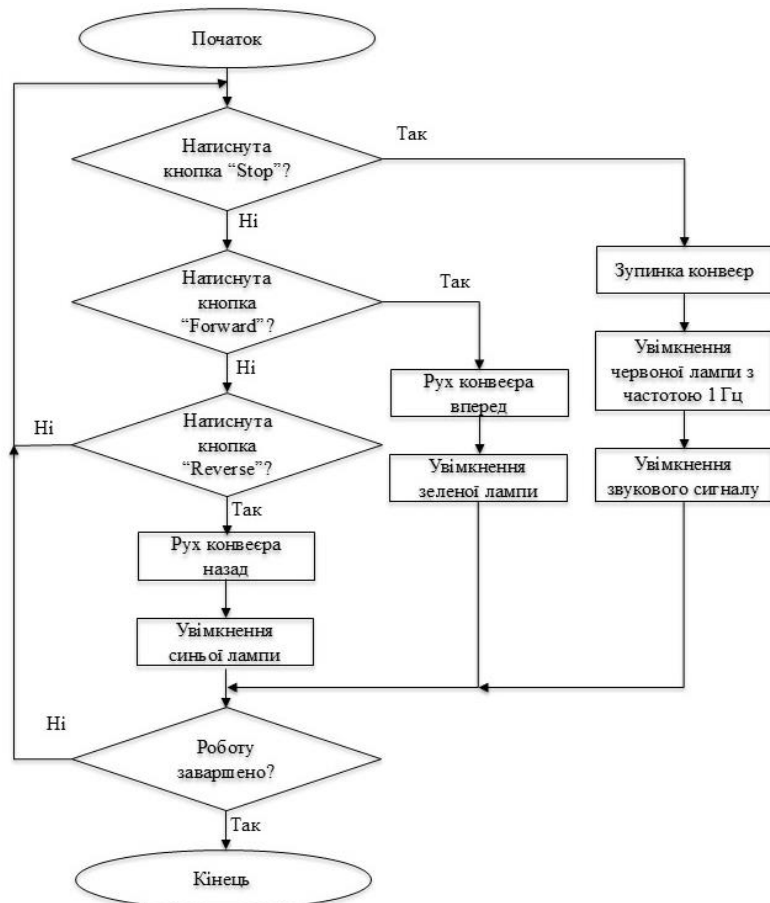 Початок
Натиснута
кнопка “Stop”?
Так
Ні
Натиснута
кнопка
“Forward”?
Так
Зупинка конвеєр
Ні
Увімкнення
червоної лампи з
частотою 1 Гц
Рух конвеєра
вперед
Натиснута
кнопка
“Reverse”?
Ні
Увімкнення
зеленої лампи
Увімкнення
звукового сигналу
Так
Рух конвеєра
назад
Увімкнення
синьої лампи
Ні
Роботу
заваршено?
Так
Кінець